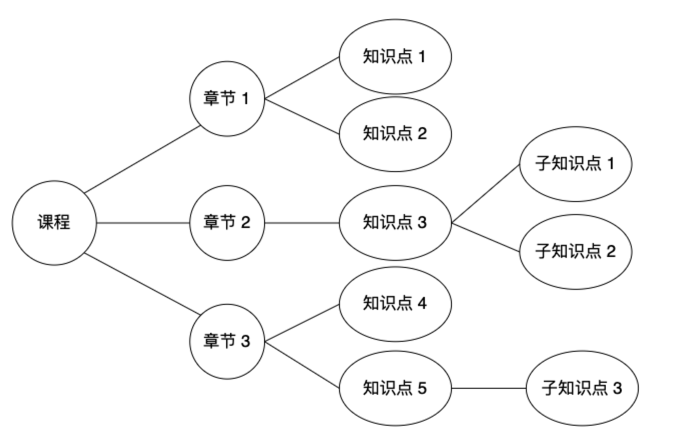 课程
章节 1
知识点 1
知识点 2
章节 2
知识点 3
子知识点 1
子知识点 2
章节 3
知识点 4
知识点 5
子知识点 3